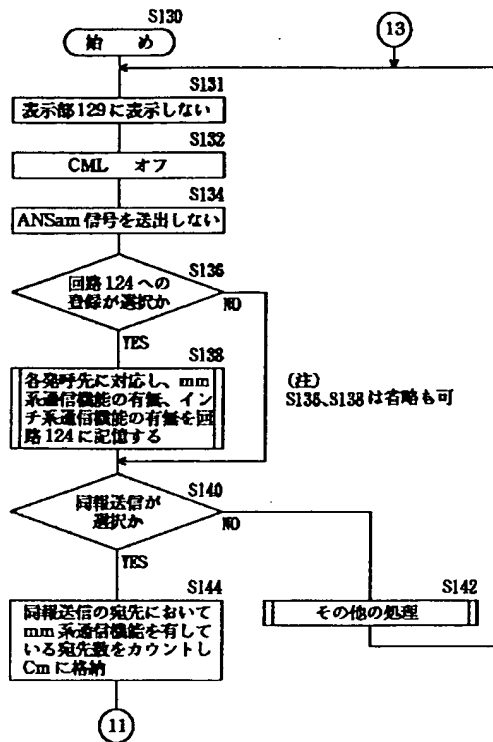 S130
始 め
13
S131
表示部129に表示しない
S132
CML オフ
S134
ANSam信号を送出しない
S136
回路124への
登録が選択か
NO
YES
S138
各発呼先に対応し、mm
系通信機能の有無、イン
チ系通信機能の有無を回
路124に記憶する
(注)
S136、S138は省略も可
S140
同報送信が
選択か
NO
YES
S144
同報送信の宛先において
mm系通信機能を有して
いる宛先数をカウントし
Cmに格納
S142
その他の処理
11